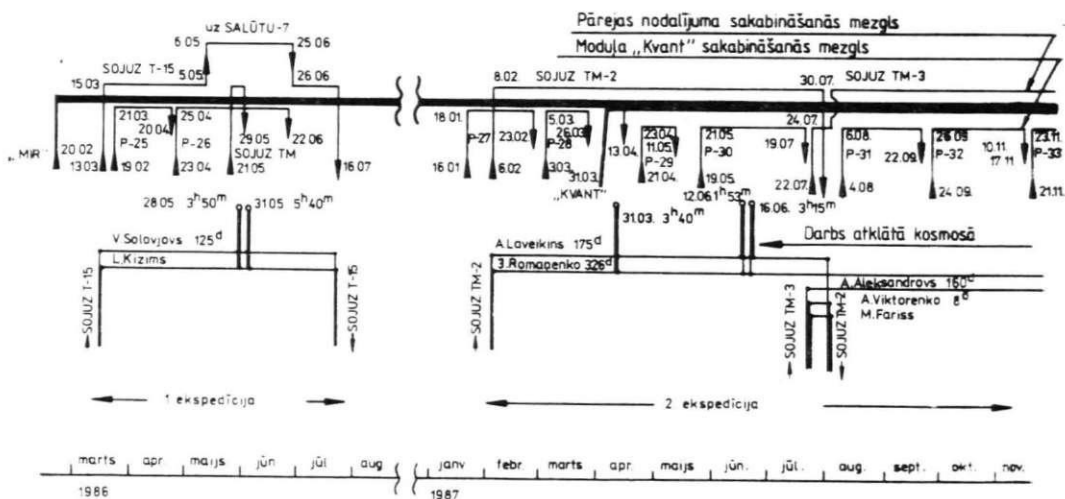 Pārejas nodalījuma sakabināšanās mezgls
Moduļa „Kvant" sakabināšanās mezgls
uz SALŪTU-7
6.05 25.06
SOJUZ T-15
15.03 5.05. 26.06
8.02 SOJUZ TM-2 30.07. SOJUZ TM-3
„MIR"
20.02
13.03
21.03.
P-25
20.04
19.02
25.04
P-26
23.04
29.05
SOJUZ TM
21.05
22.06
16.07
18.01.
P-27
16.01
23.02
6.02
5.03.
P-28
26.03
3.03.
31.03.
„KVANT"
13.04
23.04
11.05.
P-29
21.04.
21.05
P-30
19.05
24.07.
19.07
22.07.
6.08.
P-31
4.08
22.09.
26.09
P-32
24.09.
10.11.
17.11
23.11.
P-33
21.11.
28.05 3ʰ50ᵐ 31.05 5ʰ40ᵐ
31.03. 3ʰ40ᵐ
12.06.1ʰ53ᵐ
16.06. 3ʰ15ᵐ
Darbs atklātā kosmosā
V.Solovjovs 125ᵈ
L.Kizims
A.Laveikins 175ᵈ
J.Romaņenko 326ᵈ
A.Aleksandrovs 160ᵈ
A.Viktorenko 8ᵈ
M.Fariss
SOJUZ T-15
SOJUZ T-15
SOJUZ TM-2
SOJUZ TM-3
SOJUZ TM-2
1 ekspedīcija
2 ekspedīcija
marts apr. maijs jūn. jūl. aug.
1986
janv. febr. marts apr. maijs jūn. jūl. aug. sept. okt. nov.
1987